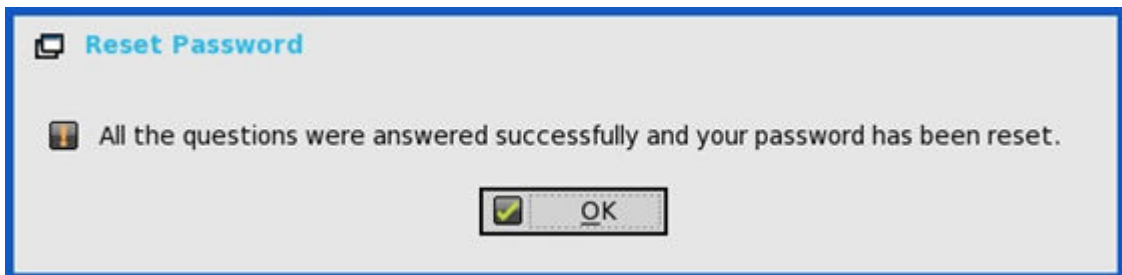 Reset Password
All the questions were answered successfully and your password has been reset.
OK